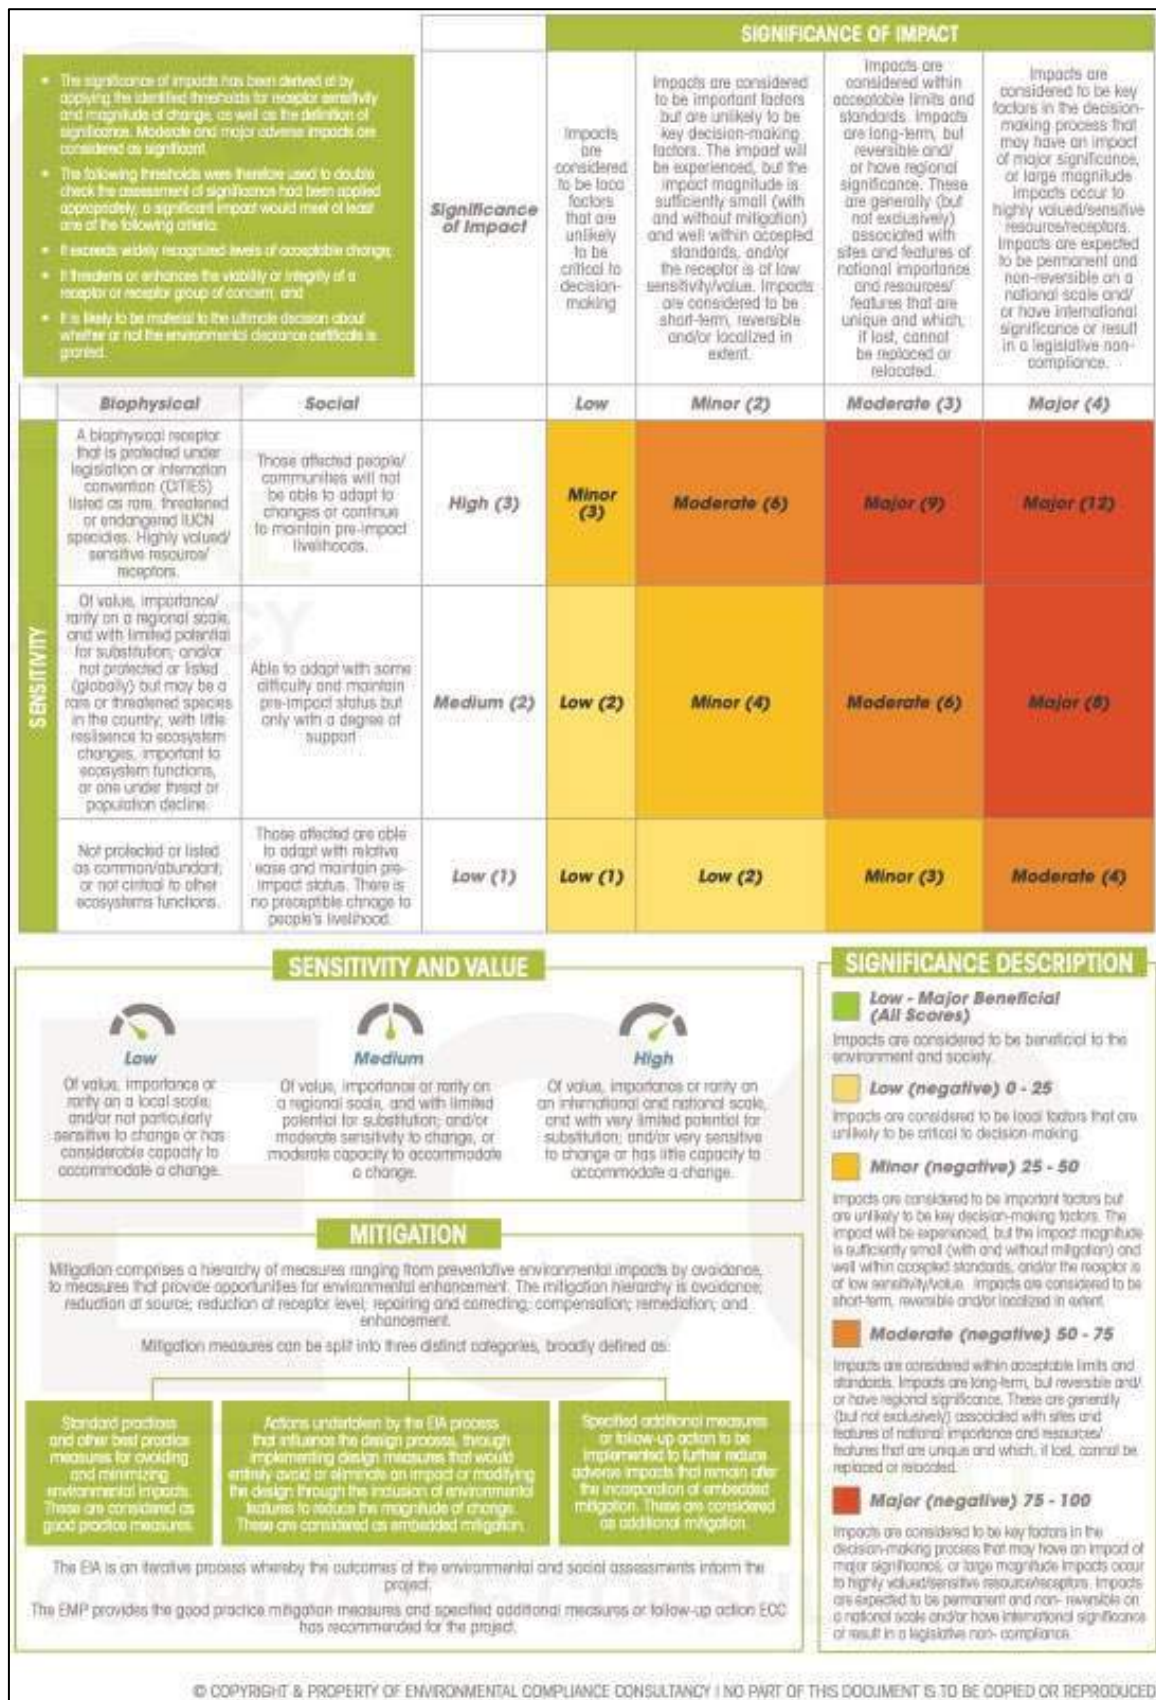 SIGNIFICANCE OF IMPACT
• The significance of impacts has been derived at by
applying the identified thresholds for receptor sensitivity
and magnitude of change, as well as the definition of
significance. Moderate and major adverse impacts are
considered as significant
• The following thresholds were therefore used to double
check the assessment of significance had been applied
appropriately, a significant impact would meet at least
one of the following criteria:
• It exceeds widely recognized levels of acceptable change;
• It threatens or enhances the viability or integrity of a
receptor or receptor group of concern; and
• It is likely to be material to the ultimate decision about
whether or not the environmental clearance certificate is
granted.
Significance
of Impact
Impacts
are
considered
to be loca
factors
that are
unlikely
to be
critical to
decision-
making
Impacts are considered
to be important factors
but are unlikely to be
key decision-making
factors. The impact will
be experienced, but the
impact magnitude is
sufficiently small (with
and without mitigation)
and well within accepted
standards, and/or
the receptor is of low
sensitivity/value. Impacts
are considered to be
short-term, reversible
and/or localized in
extent.
Impacts are
considered within
acceptable limits and
standards. Impacts
are long-term, but
reversible and/
or have regional
significance. These
are generally (but
not exclusively)
associated with
sites and features of
national importance
and resources/
features that are
unique and which,
if lost, cannot
be replaced or
relocated.
Impacts are
considered to be key
factors in the decision-
making process that
may have an impact
of major significance,
or large magnitude
impacts occur to
highly valued/sensitive
resource/receptors.
Impacts are expected
to be permanent and
non-reversible on a
national scale and/
or have international
significance or result
in a legislative non-
compliance.
Biophysical
Social
Low
Minor (2)
Moderate (3)
Major (4)
SENSITIVITY
A biophysical receptor
that is protected under
legislation or internation
convention (CITIES)
listed as rare, threatened
or endangered IUCN
specidies. Highly valued/
sensitive resource/
receptors.
Those affected people/
communities will not
be able to adapt to
changes or continue
to maintain pre-impact
livelihoods.
High (3)
Minor
(3)
Moderate (6)
Major (9)
Major (12)
Of value, importance/
rarity on a regional scale,
and with limited potential
for substitution; and/or
not protected or listed
(globally) but may be a
rare or threatened species
in the country; with little
resilisence to ecosystem
changes, important to
ecosystem functions,
or one under threat or
population decline.
Able to adapt with some
difficulty and maintain
pre-impact status but
only with a degree of
support
Medium (2)
Low (2)
Minor (4)
Moderate (6)
Major (8)
Not protected or listed
as common/abundant;
or not critical to other
ecosystems functions.
Those affected are able
to adapt with relative
ease and maintain pre-
impact status. There is
no preceptible chnage to
people's livelihood.
Low (1)
Low (1)
Low (2)
Minor (3)
Moderate (4)
SENSITIVITY AND VALUE
Low
Of value, importance or
rarity on a local scale;
and/or not particularly
sensitive to change or has
considerable capacity to
accommodate a change.
Medium
Of value, importance or rarity on
a regional scale, and with limited
potential for substitution; and/or
moderate sensitivity to change, or
moderate capacity to accommodate
a change.
High
Of value, importance or rarity on
an international and national scale,
and with very limited potential for
substitution; and/or very sensitive
to change or has little capacity to
accommodate a change.
MITIGATION
Mitigation comprises a hierarchy of measures ranging from preventative environmental impacts by avoidance,
to measures that provide opportunities for environmental enhancement. The mitigation hierarchy is avoidance;
reduction at source; reduction at receptor level; repairing and correcting; compensation; remediation; and
enhancement.
Mitigation measures can be split into three distinct categories, broadly defined as:
Standard practices
and other best practice
measures for avoiding
and minimizing
environmental impacts.
These are considered as
good practice measures.
Actions undertaken by the EIA process
that influence the design process, through
implementing design measures that would
entirely avoid or eliminate an impact or modifying
the design through the inclusion of environmental
features to reduce the magnitude of change.
These are considered as embedded mitigation.
Specified additional measures
or follow-up action to be
implemented to further reduce
adverse impacts that remain after
the incorporation of embedded
mitigation. These are considered
as additional mitigation.
The EIA is an iterative process whereby the outcomes of the environmental and social assessments inform the
project.
The EMP provides the good practice mitigation measures and specified additional measures or follow-up action ECC
has recommended for the project.
SIGNIFICANCE DESCRIPTION
Low - Major Beneficial
(All Scores)
Impacts are considered to be beneficial to the
environment and society.
Low (negative) 0 - 25
Impacts are considered to be local factors that are
unlikely to be critical to decision-making.
Minor (negative) 25 - 50
Impacts are considered to be important factors but
are unlikely to be key decision-making factors. The
impact will be experienced, but the impact magnitude
is sufficiently small (with and without mitigation) and
well within accepted standards, and/or the receptor is
of low sensitivity/value. Impacts are considered to be
short-term, reversible and/or localized in extent.
Moderate (negative) 50 - 75
Impacts are considered within acceptable limits and
standards. Impacts are long-term, but reversible and/
or have regional significance. These are generally
(but not exclusively) associated with sites and
features of national importance and resources/
features that are unique and which, if lost, cannot be
replaced or relocated.
Major (negative) 75 - 100
Impacts are considered to be key factors in the
decision-making process that may have an impact of
major significance, or large magnitude impacts occur
to highly valued/sensitive resource/receptors. Impacts
are expected to be permanent and non- reversible on
a national scale and/or have international significance
or result in a legislative non- compliance.
© COPYRIGHT & PROPERTY OF ENVIRONMENTAL COMPLIANCE CONSULTANCY | NO PART OF THIS DOCUMENT IS TO BE COPIED OR REPRODUCED